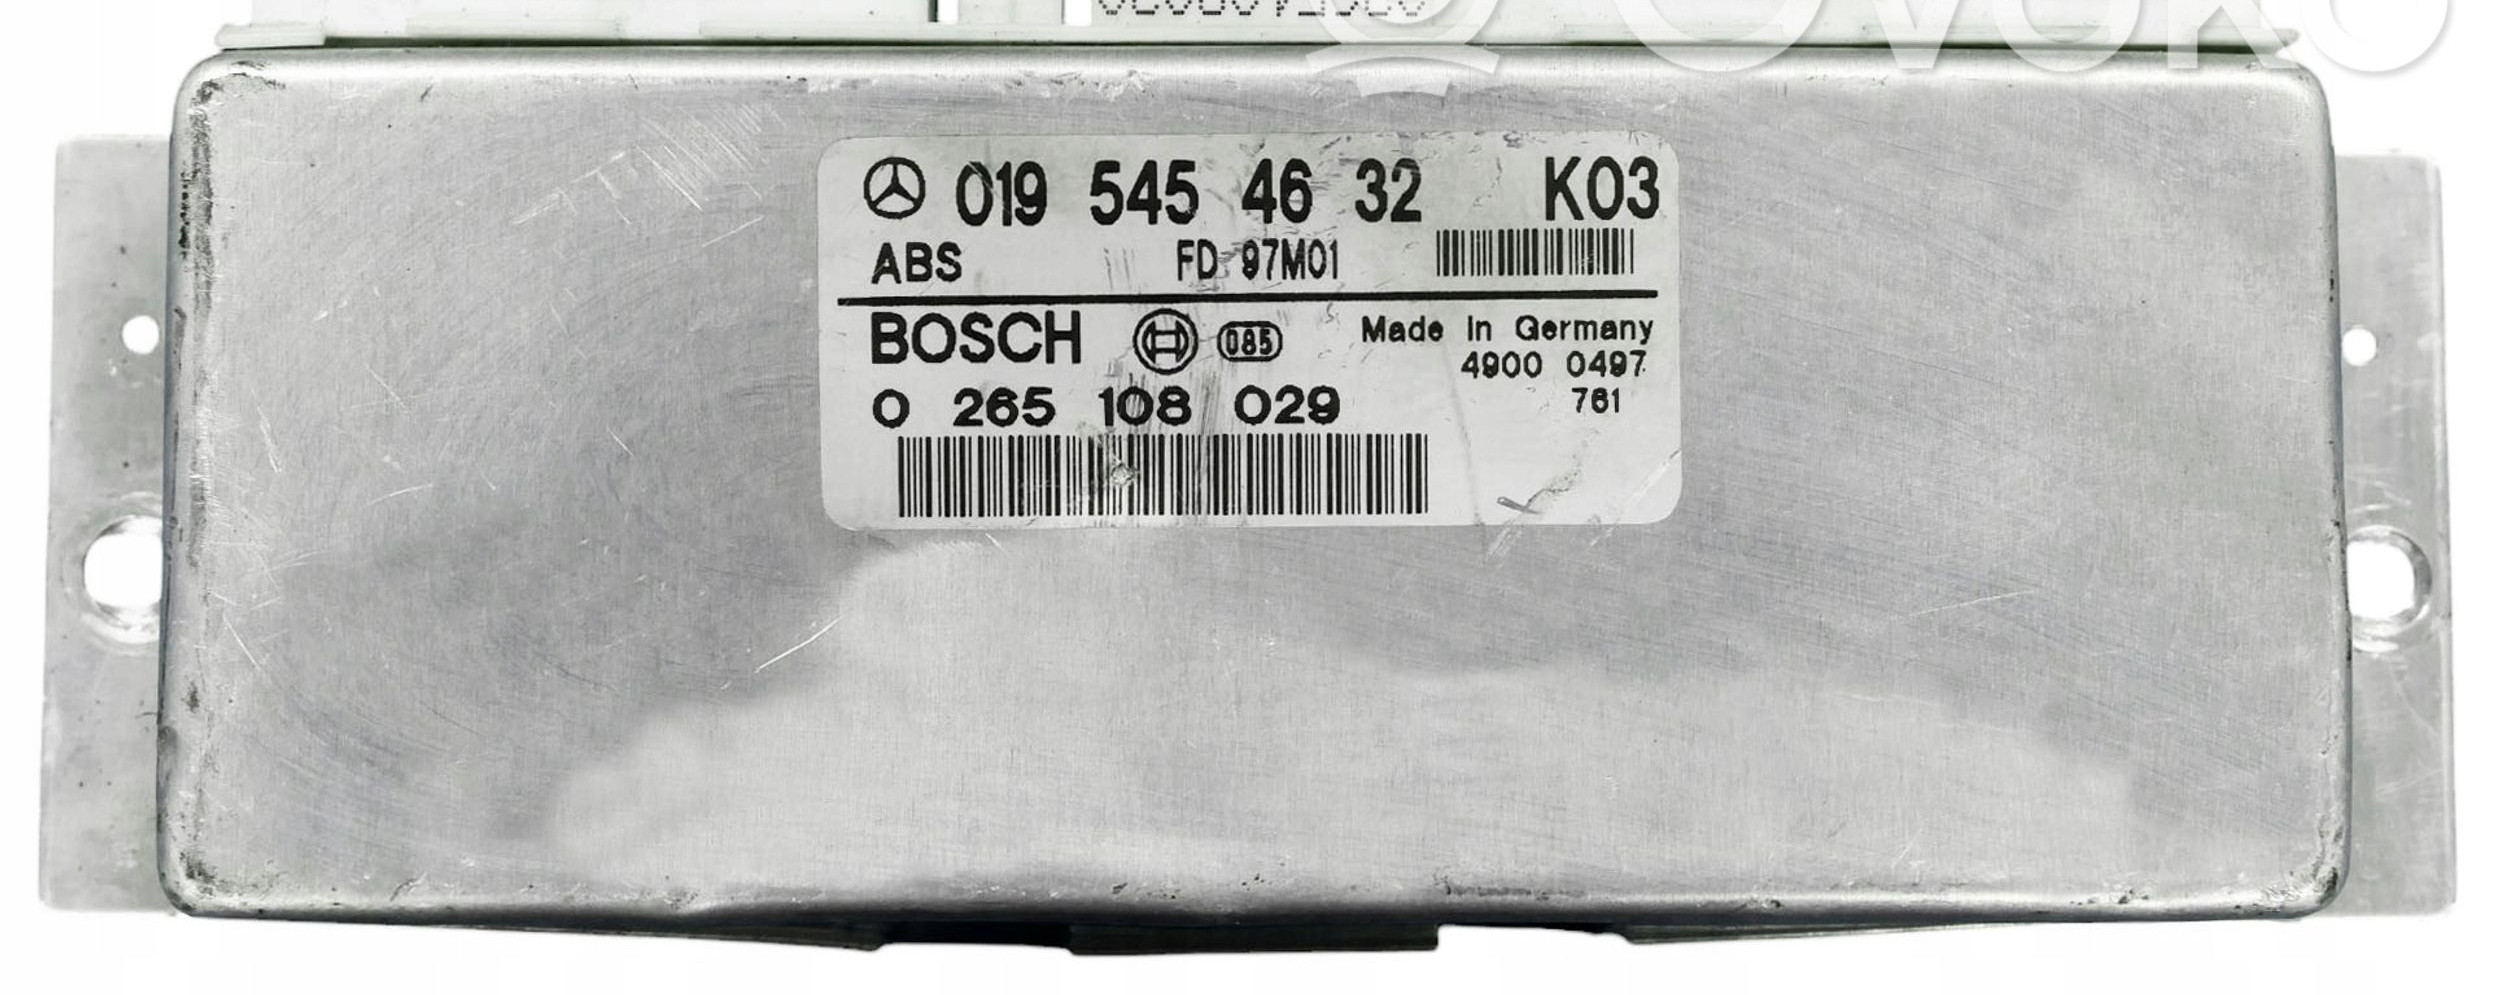 019 545 46 32 K03
ABS FD 97M01
BOSCH 085 Made In Germany
4900 0497
0 265 108 029 761